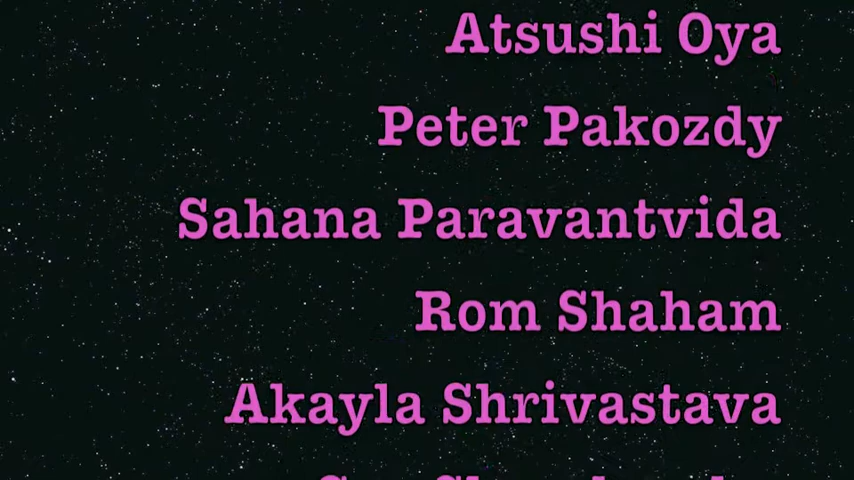 Atsushi Oya
Peter Pakozdy
Sahana Paravantvida
Rom Shaham
Akayla Shrivastava